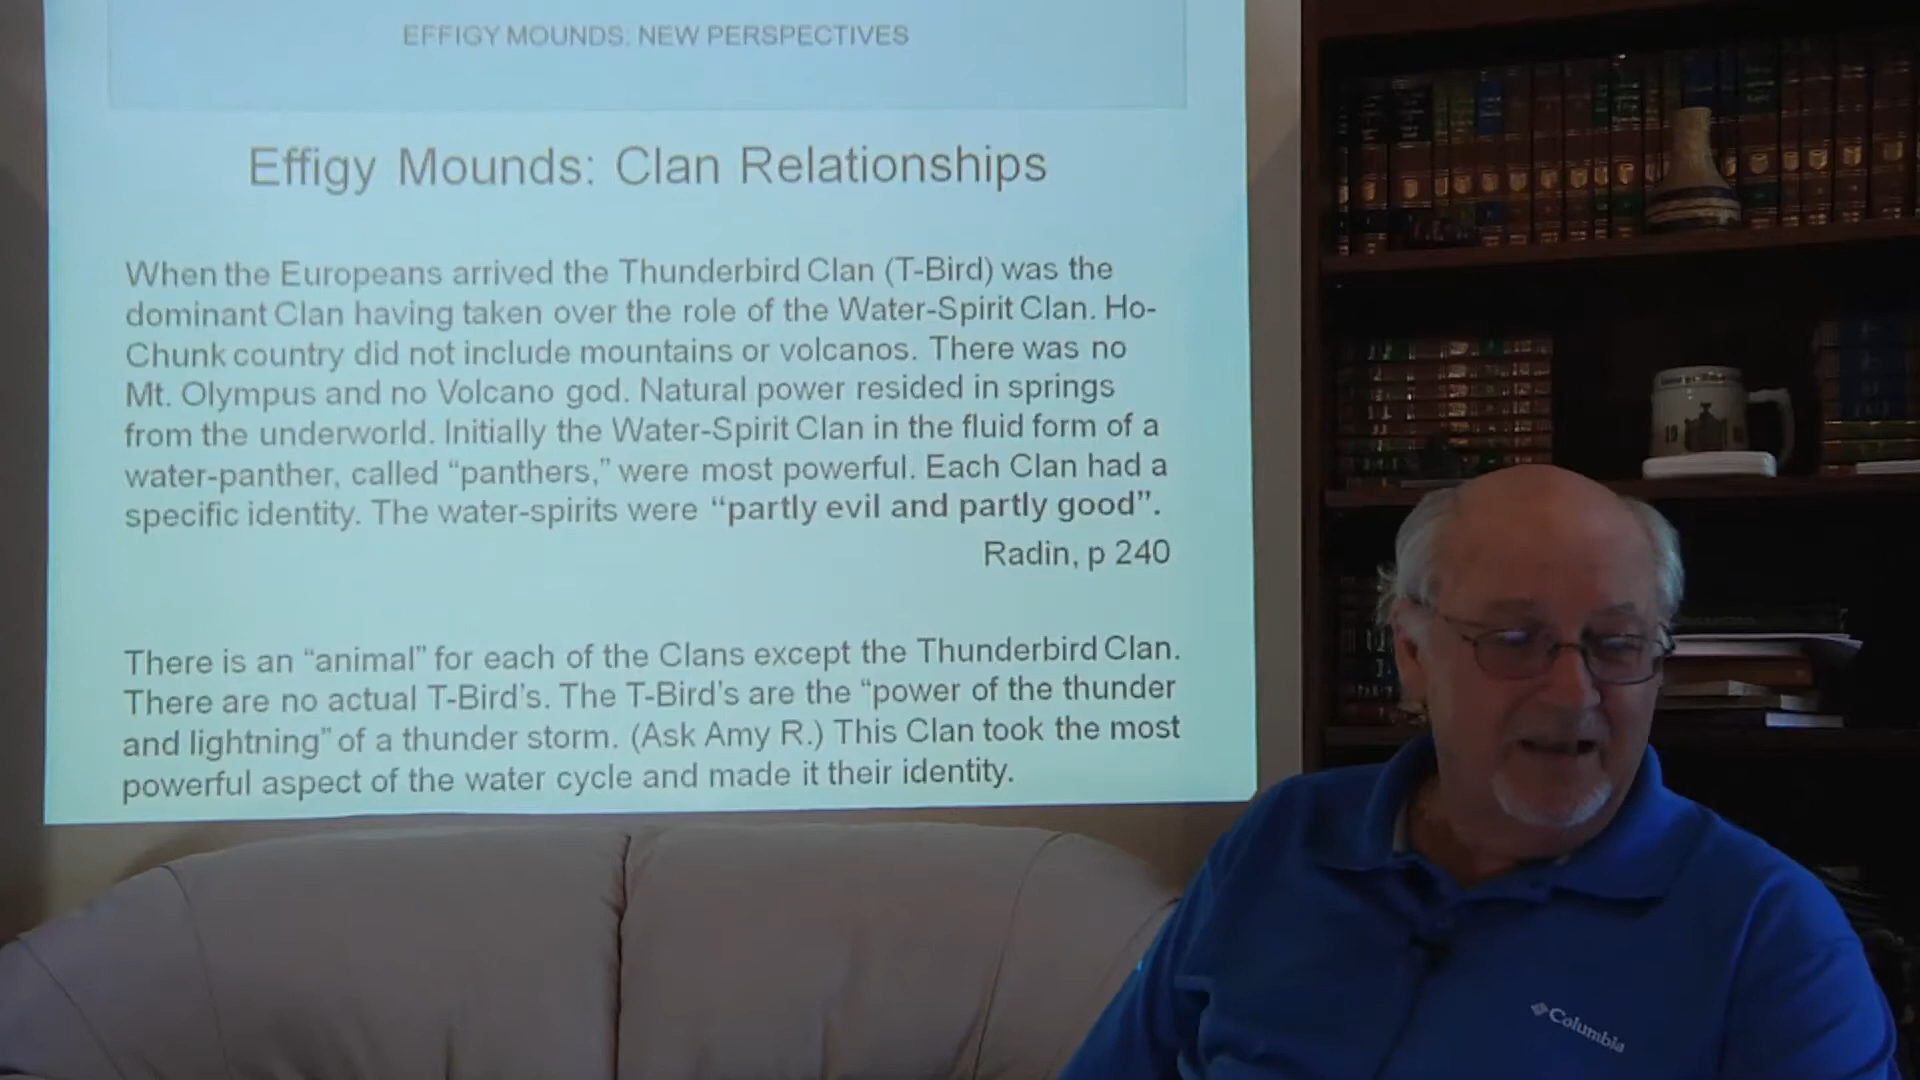 EFFIGY MOUNDS: NEW PERSPECTIVES
Effigy Mounds: Clan Relationships
When the Europeans arrived the Thunderbird Clan (T-Bird) was the
dominant Clan having taken over the role of the Water-Spirit Clan. Ho-
Chunk country did not include mountains or volcanos. There was no
Mt. Olympus and no Volcano god. Natural power resided in springs
from the underworld. Initially the Water-Spirit Clan in the fluid form of a
water-panther, called “panthers,” were most powerful. Each Clan had a
specific identity. The water-spirits were “partly evil and partly good”.
Radin, p 240
There is an “animal” for each of the Clans except the Thunderbird Clan.
There are no actual T-Bird’s. The T-Bird’s are the “power of the thunder
and lightning” of a thunder storm. (Ask Amy R.) This Clan took the most
powerful aspect of the water cycle and made it their identity.
Columbia